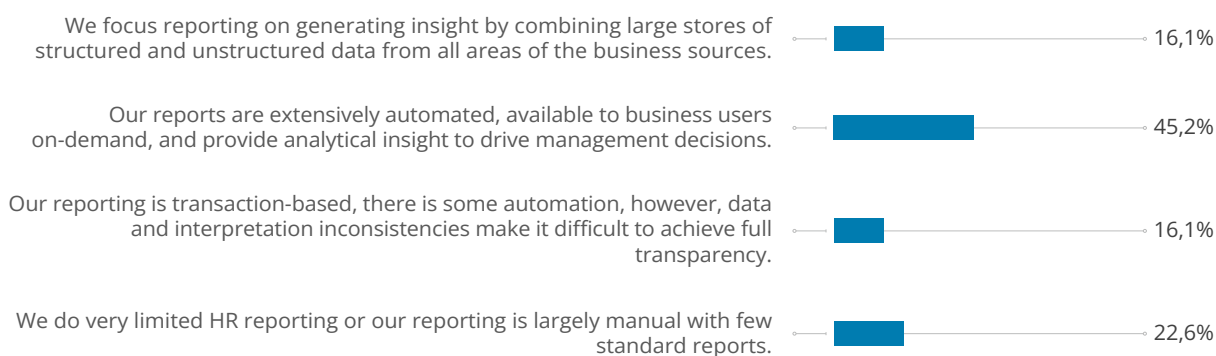 We focus reporting on generating insight by combining large stores of
structured and unstructured data from all areas of the business sources.
16,1%
Our reports are extensively automated, available to business users
on-demand, and provide analytical insight to drive management decisions.
45,2%
Our reporting is transaction-based, there is some automation, however, data
and interpretation inconsistencies make it difficult to achieve full
transparency.
16,1%
We do very limited HR reporting or our reporting is largely manual with few
standard reports.
22,6%